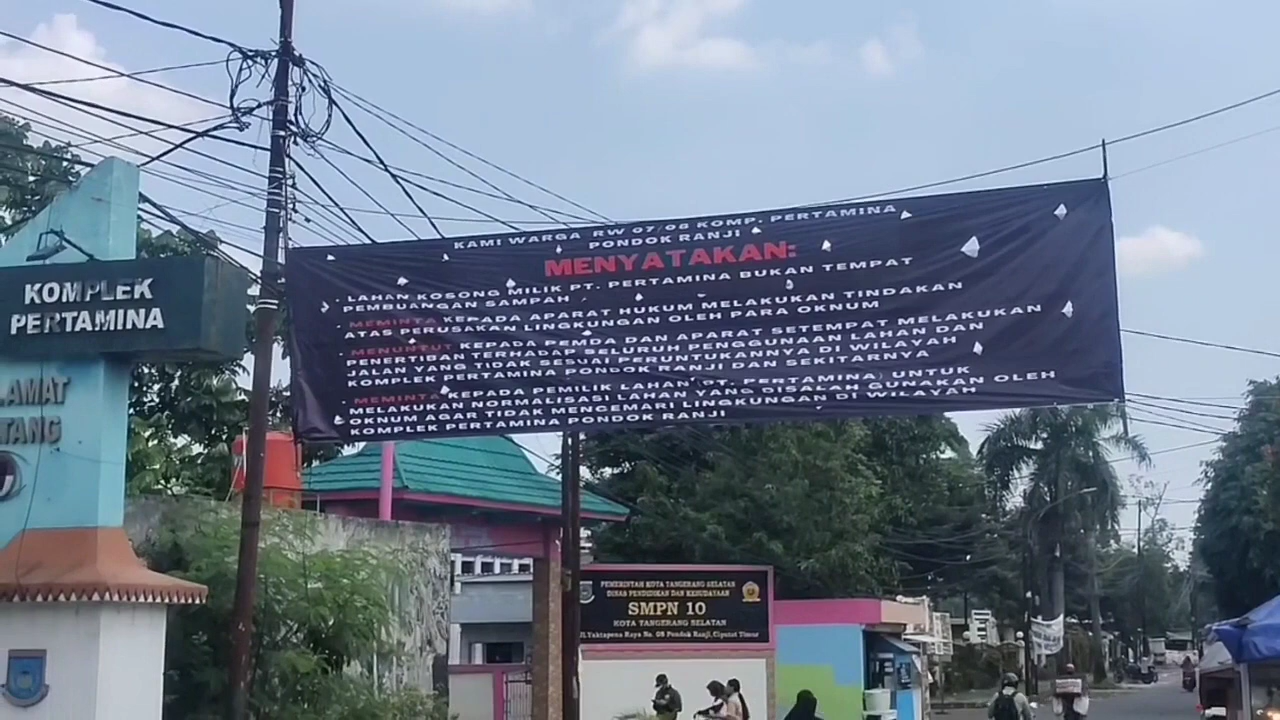 KAMI WARGA RW 07/08 KOMP. PERTAMINA
PONDOK RANJI
MENYATAKAN:
• LAHAN KOSONG MILIK PT. PERTAMINA BUKAN TEMPAT
PEMBUANGAN SAMPAH
• MEMINTA KEPADA APARAT HUKUM MELAKUKAN TINDAKAN
ATAS PERUSAKAN LINGKUNGAN OLEH PARA OKNUM
• MENUNTUT KEPADA PEMDA DAN APARAT SETEMPAT MELAKUKAN
PENERTIBAN TERHADAP SELURUH PENGGUNAAN LAHAN DAN
JALAN YANG TIDAK SESUAI PERUNTUKANNYA DI WILAYAH
KOMPLEK PERTAMINA PONDOK RANJI DAN SEKITARNYA
• MEMINTA KEPADA PEMILIK LAHAN (PT. PERTAMINA) UNTUK
MELAKUKAN NORMALISASI LAHAN YANG DISALAH GUNAKAN OLEH
OKNUM AGAR TIDAK MENCEMARI LINGKUNGAN DI WILAYAH
KOMPLEK PERTAMINA PONDOK RANJI
KOMPLEK
PERTAMINA
LAMAT
TANG
PEMERINTAH KOTA TANGERANG SELATAN
DINAS PENDIDIKAN DAN KEBUDAYAAN
SMPN 10
KOTA TANGERANG SELATAN
Jl. Yaktapena Raya No. 08 Pondok Ranji, Ciputat Timur